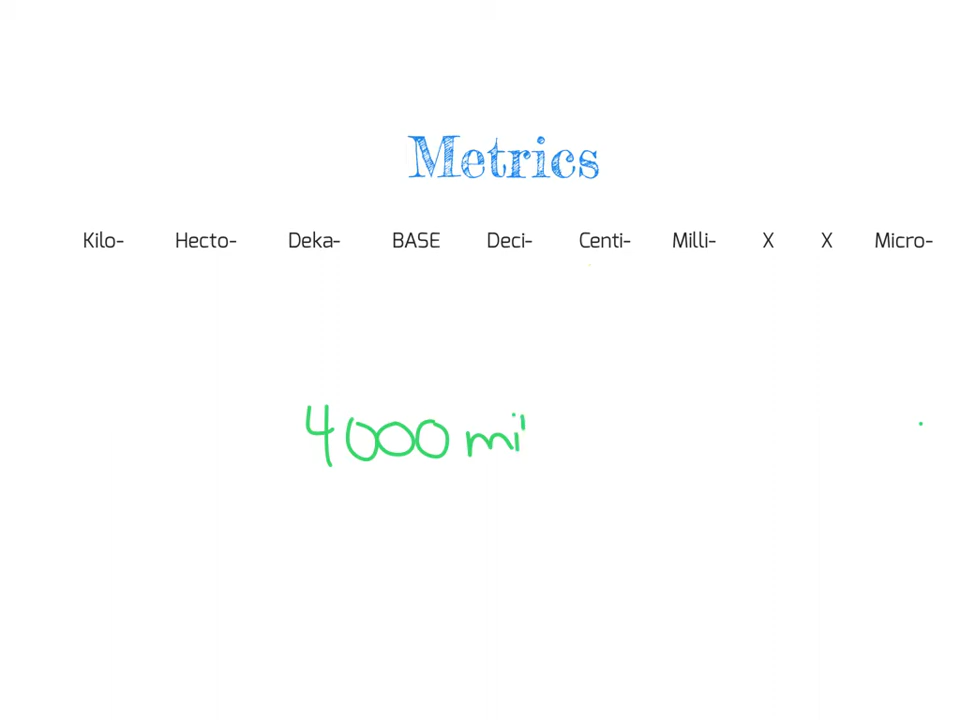 Metrics
Kilo- Hecto- Deka- BASE Deci- Centi- Milli- X X Micro-
4000 mi